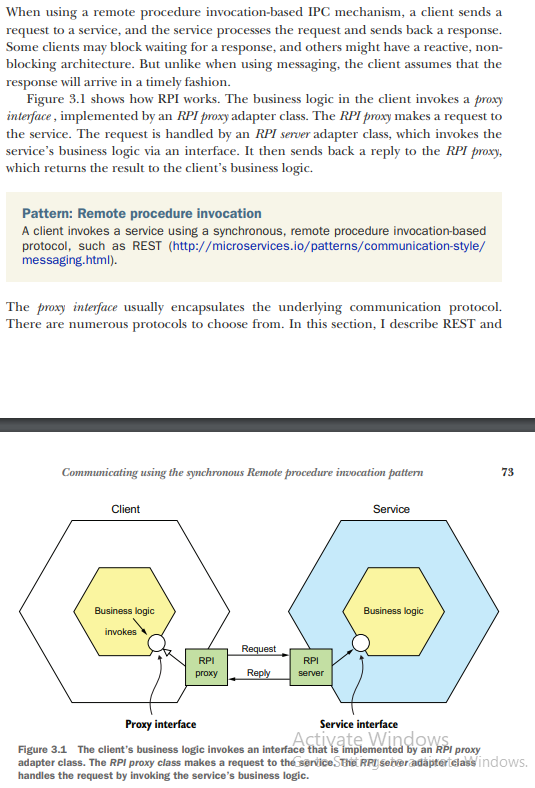 When using a remote procedure invocation-based IPC mechanism, a client sends a
request to a service, and the service processes the request and sends back a response.
Some clients may block waiting for a response, and others might have a reactive, non-
blocking architecture. But unlike when using messaging, the client assumes that the
response will arrive in a timely fashion.
Figure 3.1 shows how RPI works. The business logic in the client invokes a proxy
interface , implemented by an RPI proxy adapter class. The RPI proxy makes a request to
the service. The request is handled by an RPI server adapter class, which invokes the
service's business logic via an interface. It then sends back a reply to the RPI proxy,
which returns the result to the client's business logic.
Pattern: Remote procedure invocation
A client invokes a service using a synchronous, remote procedure invocation-based
protocol, such as REST (http://microservices.io/patterns/communication-style/
messaging.html).
The proxy interface usually encapsulates the underlying communication protocol.
There are numerous protocols to choose from. In this section, I describe REST and
Communicating using the synchronous Remote procedure invocation pattern 73
Client
Service
Business logic
invokes
Business logic
RPI
proxy
Request
Reply
RPI
server
Proxy interface
Service interface
Activate Windows
Go to Settings to activate Windows.
Figure 3.1 The client's business logic invokes an interface that is implemented by an RPI proxy
adapter class. The RPI proxy class makes a request to the service. The RPI server adapter class
handles the request by invoking the service's business logic.